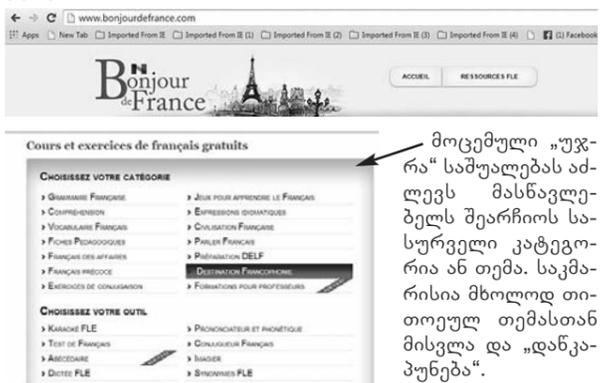 www.bonjourdefrance.com
Apps New Tab Imported From IE Imported From IE (1) Imported From IE (2) Imported From IE (3) Imported From IE (4) (1) Facebook
Bonjour
de France
ACCUEIL RESSOURCES FLE
Cours et exercices de français gratuits
CHOISISSEZ VOTRE CATÉGORIE
GRAMMAIRE FRANÇAISE
COMPRÉHENSION
VOCABULAIRE FRANÇAIS
FICHES PÉDAGOGIQUES
FRANÇAIS DES AFFAIRES
FRANÇAIS PRÉCOCE
EXERCICES DE CONJUGAISON
JEUX POUR APPRENDRE LE FRANÇAIS
EXPRESSIONS IDIOMATIQUES
CIVILISATION FRANÇAISE
PARLER FRANÇAIS
PRÉPARATION DELF
DESTINATION FRANCOPHONIE
FORMATIONS POUR PROFESSEURS
CHOISISSEZ VOTRE OUTIL
KARAOKÉ FLE
TEST DE FRANÇAIS
ABÉCÉDAIRE
DICTÉE FLE
PRONONCIATEUR ET PHONÉTIQUE
CONJUGUEUR FRANÇAIS
IMAGIER
SYNONYMES FLE
მოცემული „უჯ-
რა“ საშუალებას აძ-
ლევს მასწავლე-
ბელს შეარჩიოს სა-
სურველი კატეგო-
რია ან თემა. საკმა-
რისია მხოლოდ თი-
თოეულ თემასთან
მისვლა და „დაწკა-
პუნება“.